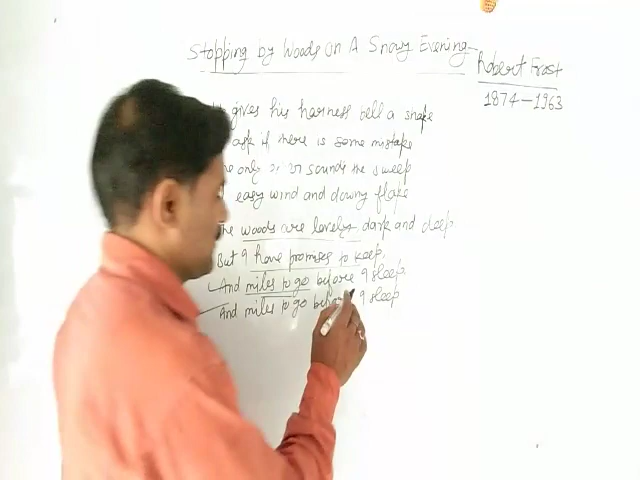 Stopping by Woods On A Snowy Evening
Robert Frost
1874-1963
gives his harness bell a shake
ask if there is some mistake
only sounds the sweep
easy wind and downy flake
The woods are lovely, dark and deep
But I have promises to keep,
And miles to go before I sleep
And miles to go before I sleep